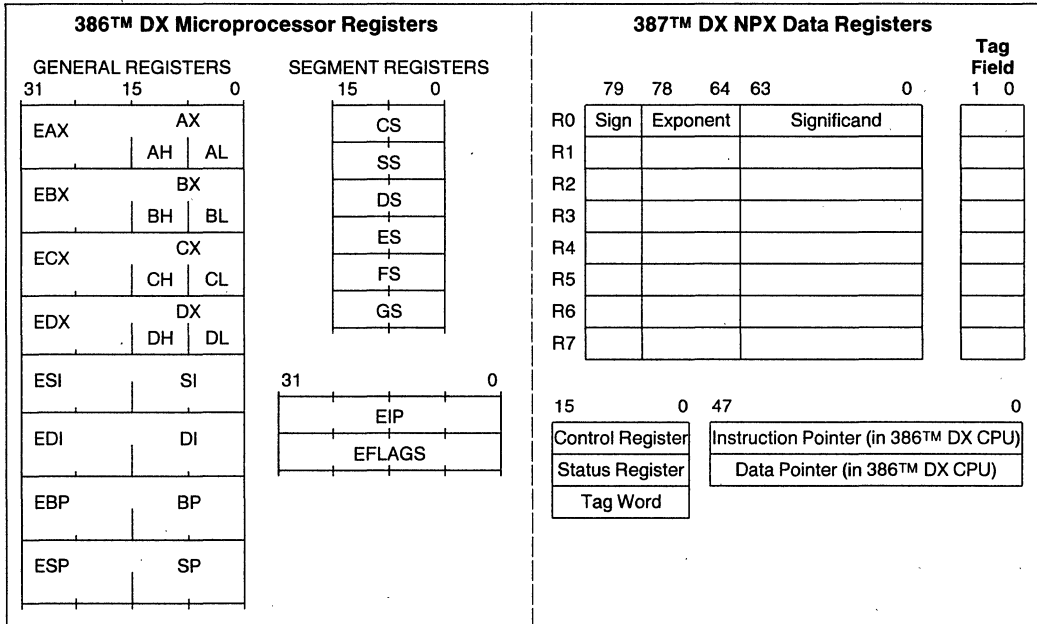 386™ DX Microprocessor Registers
GENERAL REGISTERS
31 15 0
EAX AX
AH AL
EBX BX
BH BL
ECX CX
CH CL
EDX DX
DH DL
ESI SI
EDI DI
EBP BP
ESP SP
SEGMENT REGISTERS
15 0
CS
SS
DS
ES
FS
GS
31 0
EIP
EFLAGS
387™ DX NPX Data Registers
Tag
Field
79 78 64 63 0 1 0
R0 Sign Exponent Significand
R1
R2
R3
R4
R5
R6
R7
15 0
Control Register
Status Register
Tag Word
47 0
Instruction Pointer (in 386™ DX CPU)
Data Pointer (in 386™ DX CPU)